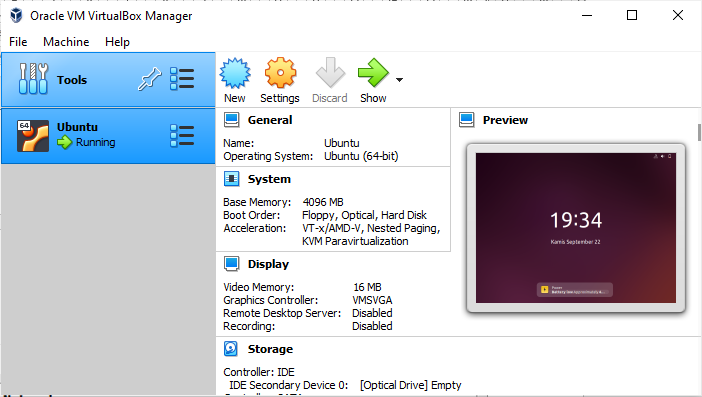 Oracle VM VirtualBox Manager
File Machine Help
Tools
New
Settings
Discard
Show
64
Ubuntu
Running
General
Name: Ubuntu
Operating System: Ubuntu (64-bit)
System
Base Memory: 4096 MB
Boot Order: Floppy, Optical, Hard Disk
Acceleration: VT-x/AMD-V, Nested Paging,
KVM Paravirtualization
Display
Video Memory: 16 MB
Graphics Controller: VMSVGA
Remote Desktop Server: Disabled
Recording: Disabled
Storage
Controller: IDE
IDE Secondary Device 0: [Optical Drive] Empty
Preview
19:34
Kamis September 22
Power
Battery low